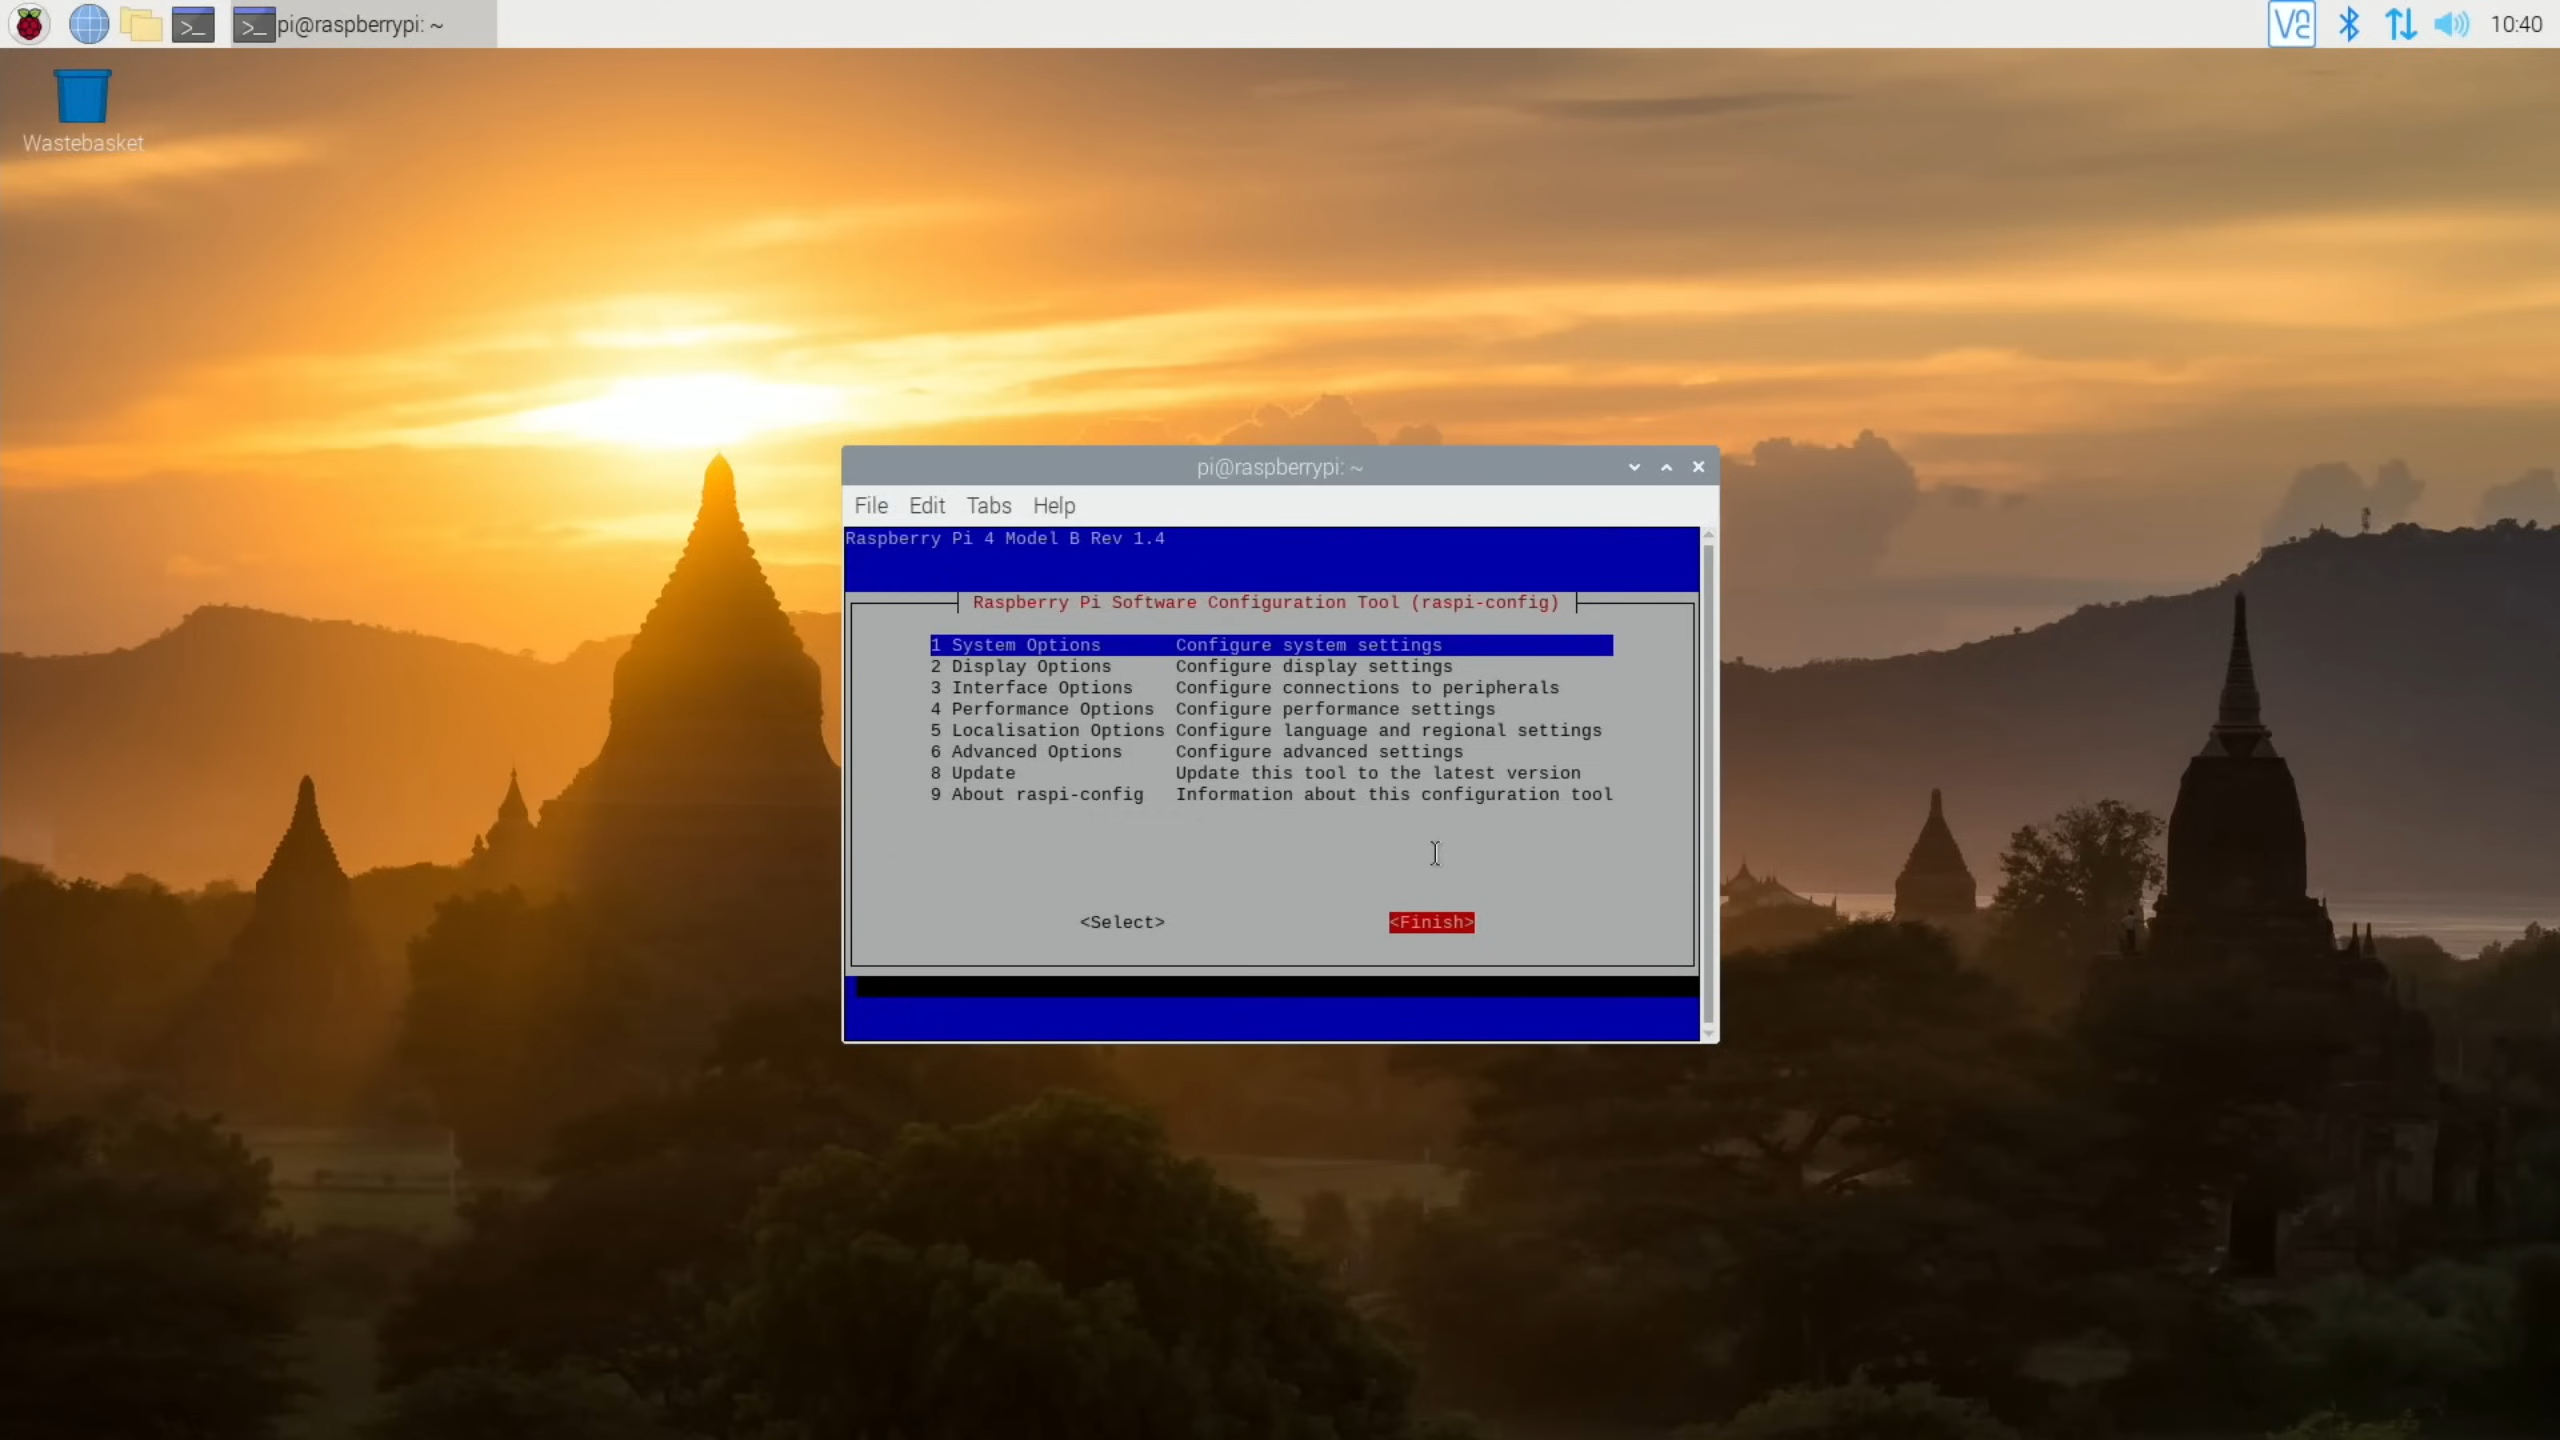 pi@raspberrypi: ~
VNC
10:40
Wastebasket
pi@raspberrypi: ~
File Edit Tabs Help
Raspberry Pi 4 Model B Rev 1.4
Raspberry Pi Software Configuration Tool (raspi-config)
1 System Options Configure system settings
2 Display Options Configure display settings
3 Interface Options Configure connections to peripherals
4 Performance Options Configure performance settings
5 Localisation Options Configure language and regional settings
6 Advanced Options Configure advanced settings
8 Update Update this tool to the latest version
9 About raspi-config Information about this configuration tool
<Select> <Finish>